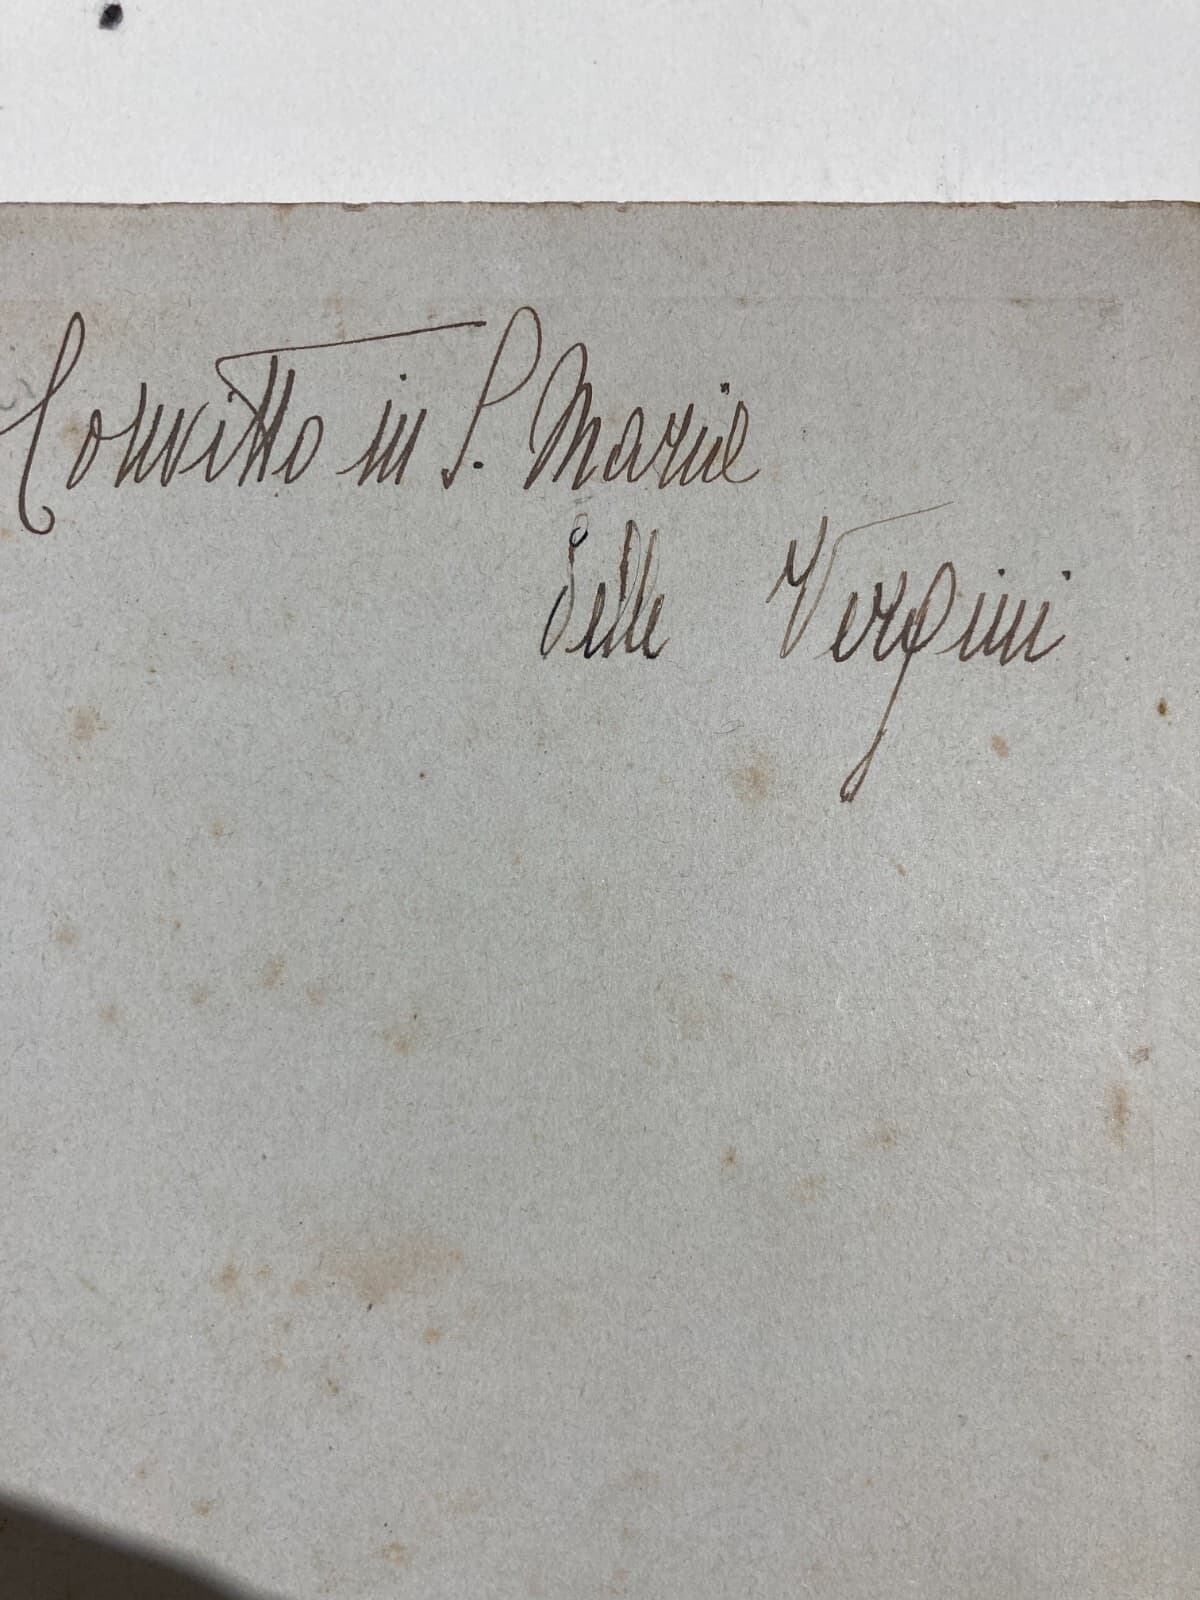 Convitto in S. Maria
delle Vergini